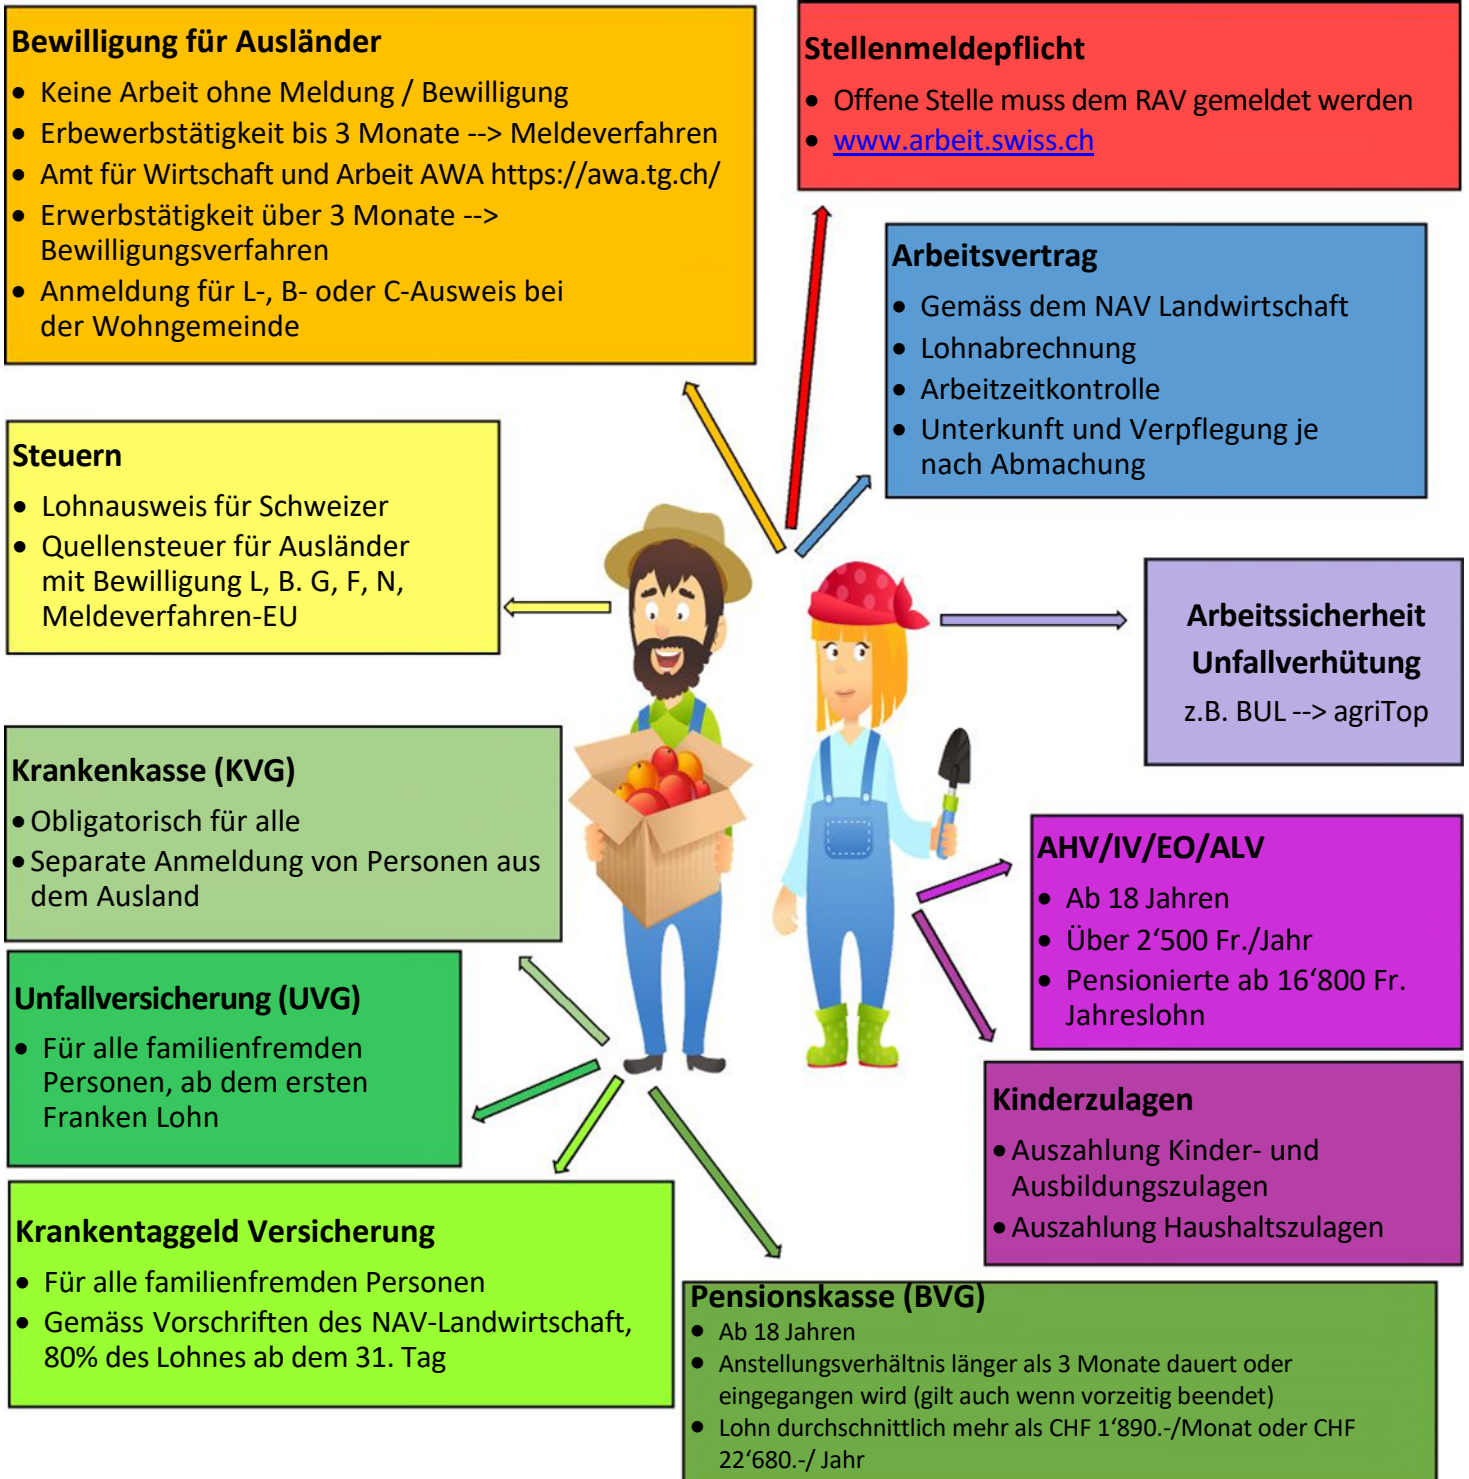 Bewilligung für Ausländer
• Keine Arbeit ohne Meldung / Bewilligung
• Erbewerbstätigkeit bis 3 Monate --> Meldeverfahren
• Amt für Wirtschaft und Arbeit AWA https://awa.tg.ch/
• Erwerbstätigkeit über 3 Monate -->
Bewilligungsverfahren
• Anmeldung für L-, B- oder C-Ausweis bei
der Wohngemeinde
Stellenmeldepflicht
• Offene Stelle muss dem RAV gemeldet werden
• www.arbeit.swiss.ch
Arbeitsvertrag
• Gemäss dem NAV Landwirtschaft
• Lohnabrechnung
• Arbeitzeitkontrolle
• Unterkunft und Verpflegung je
nach Abmachung
Steuern
• Lohnausweis für Schweizer
• Quellensteuer für Ausländer
mit Bewilligung L, B. G, F, N,
Meldeverfahren-EU
Arbeitssicherheit
Unfallverhütung
z.B. BUL --> agriTop
Krankenkasse (KVG)
• Obligatorisch für alle
• Separate Anmeldung von Personen aus
dem Ausland
AHV/IV/EO/ALV
• Ab 18 Jahren
• Über 2‘500 Fr./Jahr
• Pensionierte ab 16‘800 Fr.
Jahreslohn
Unfallversicherung (UVG)
• Für alle familienfremden
Personen, ab dem ersten
Franken Lohn
Kinderzulagen
• Auszahlung Kinder- und
Ausbildungszulagen
• Auszahlung Haushaltszulagen
Krankentaggeld Versicherung
• Für alle familienfremden Personen
• Gemäss Vorschriften des NAV-Landwirtschaft,
80% des Lohnes ab dem 31. Tag
Pensionskasse (BVG)
• Ab 18 Jahren
• Anstellungsverhältnis länger als 3 Monate dauert oder
eingegangen wird (gilt auch wenn vorzeitig beendet)
• Lohn durchschnittlich mehr als CHF 1‘890.-/Monat oder CHF
22‘680.-/ Jahr